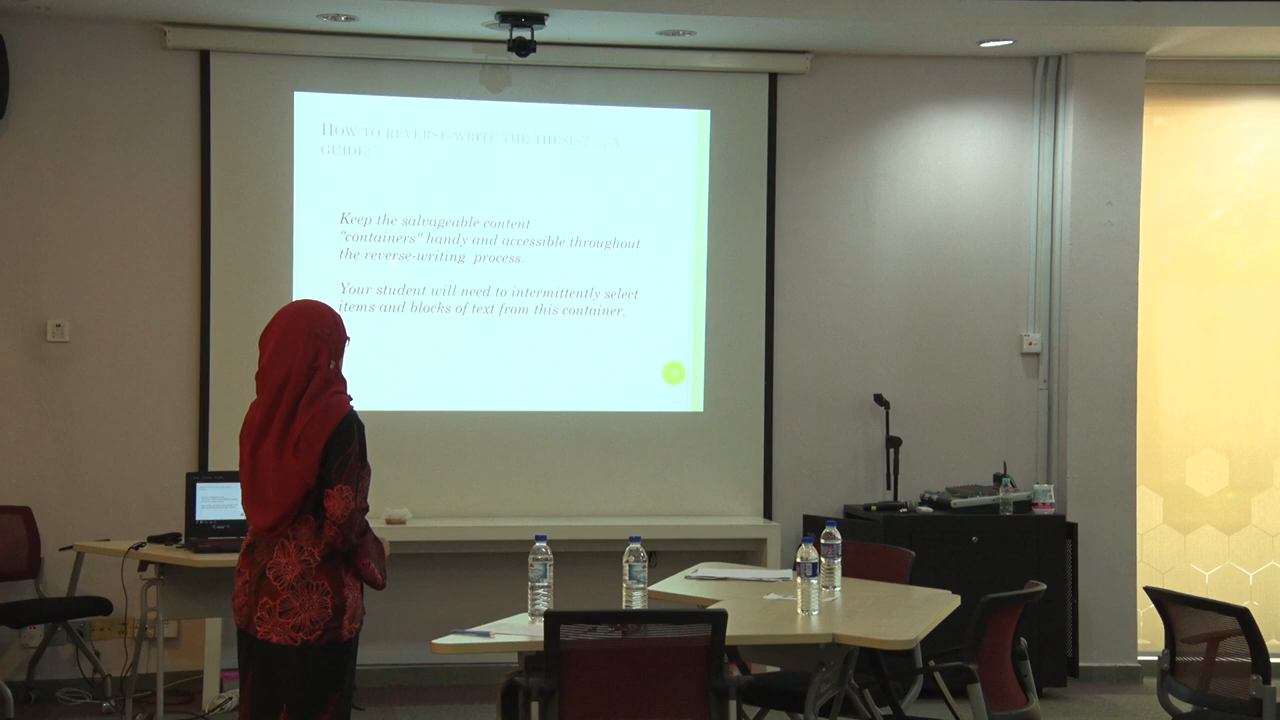 HOW TO REVERSE-WRITE THE THESIS? ... A
GUIDE:
Keep the salvageable content
"containers" handy and accessible throughout
the reverse-writing process.
Your student will need to intermittently select
items and blocks of text from this container.